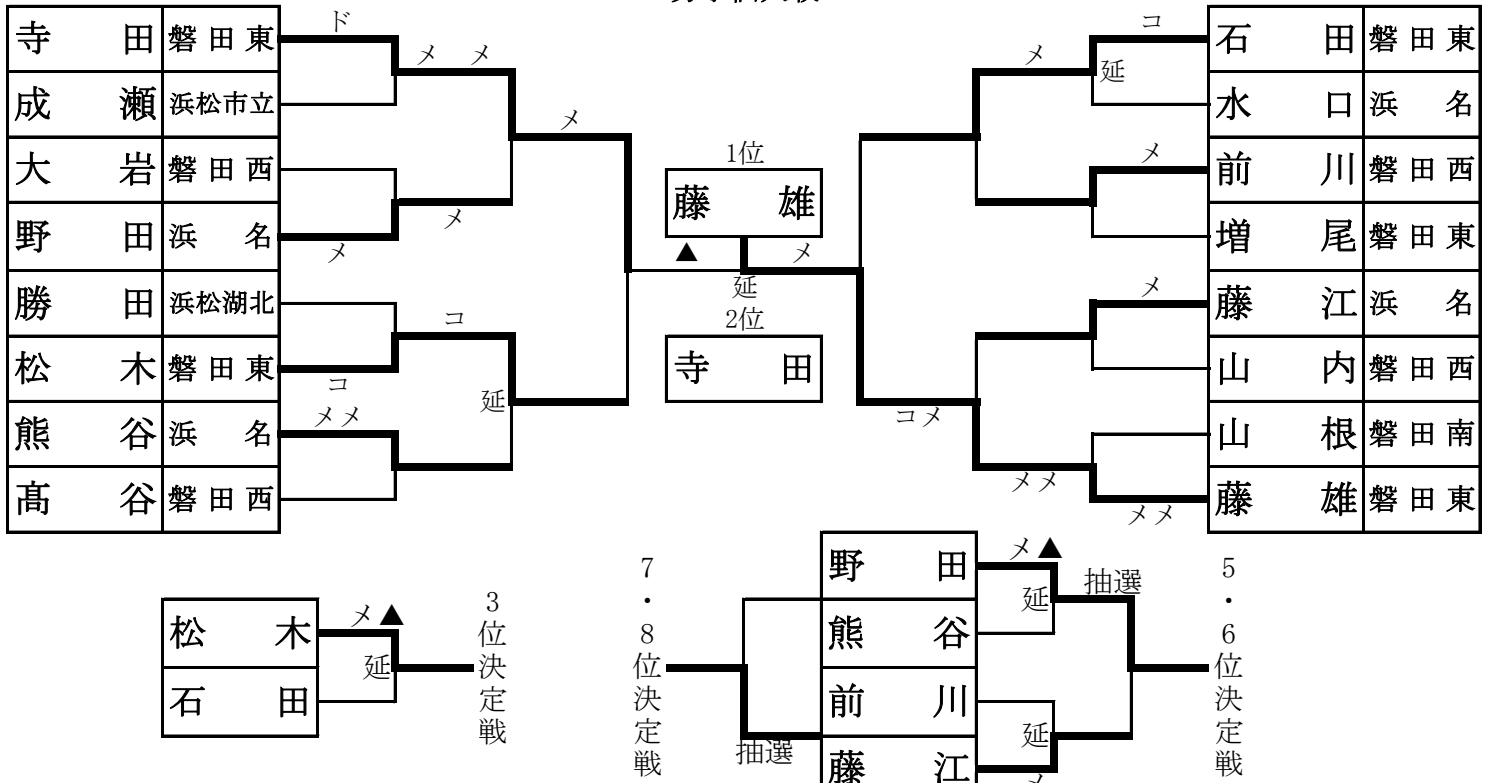 ド
寺 田 磐田東
メ メ
成 瀬 浜松市立
メ
大 岩 磐田西
メ
野 田 浜 名
メ
勝 田 浜松湖北
コ
松 木 磐田東
コ
延
メメ
熊 谷 浜 名
髙 谷 磐田西
1位
藤 雄
▲ メ
延
2位
寺 田
コ
石 田 磐田東
メ
延
水 口 浜 名
メ
前 川 磐田西
増 尾 磐田東
メ
藤 江 浜 名
山 内 磐田西
コメ
山 根 磐田南
メメ
藤 雄 磐田東
メメ
松 木
メ▲
延
石 田
3位決定戦
7・8位決定戦
抽選
野 田
メ▲
延
熊 谷
抽選
前 川
延
藤 江
5・6位決定戦